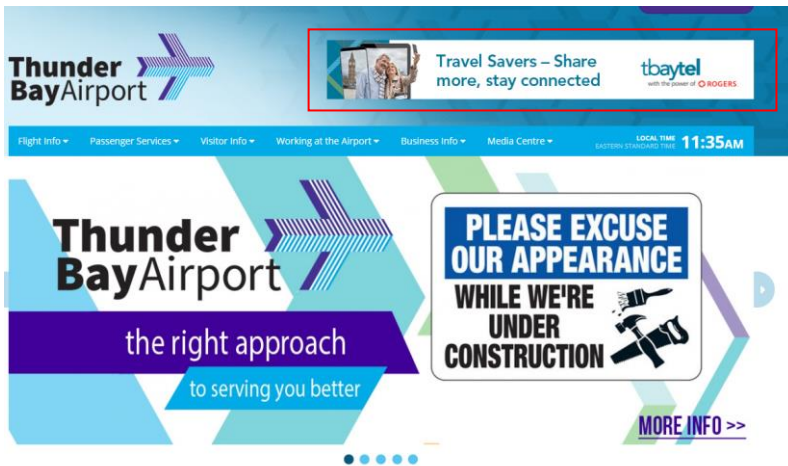 Thunder
BayAirport
Travel Savers – Share
more, stay connected
tbaytel
with the power of ROGERS
Flight Info
Passenger Services
Visitor Info
Working at the Airport
Business Info
Media Centre
LOCAL TIME
EASTERN STANDARD TIME
11:35AM
Thunder
BayAirport
the right approach
to serving you better
PLEASE EXCUSE
OUR APPEARANCE
WHILE WE'RE
UNDER
CONSTRUCTION
MORE INFO >>